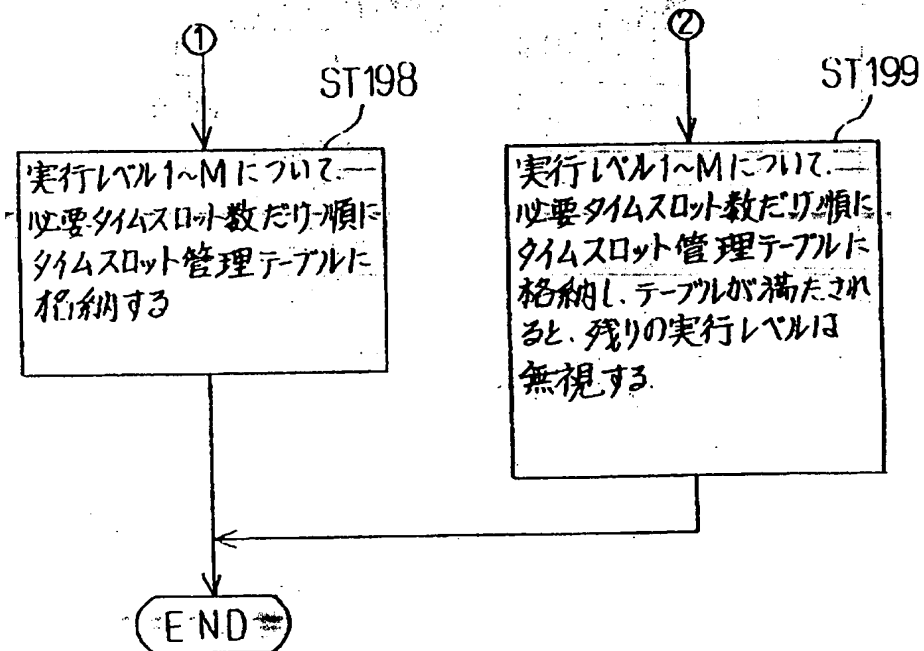 ①
ST198
実行レベル1~Mについて、
必要タイムスロット数だけ順に
タイムスロット管理テーブルに
格納する
②
ST199
実行レベル1~Mについて、
必要タイムスロット数だけ順に
タイムスロット管理テーブルに
格納し、テーブルが満たされ
ると、残りの実行レベルは
無視する
END